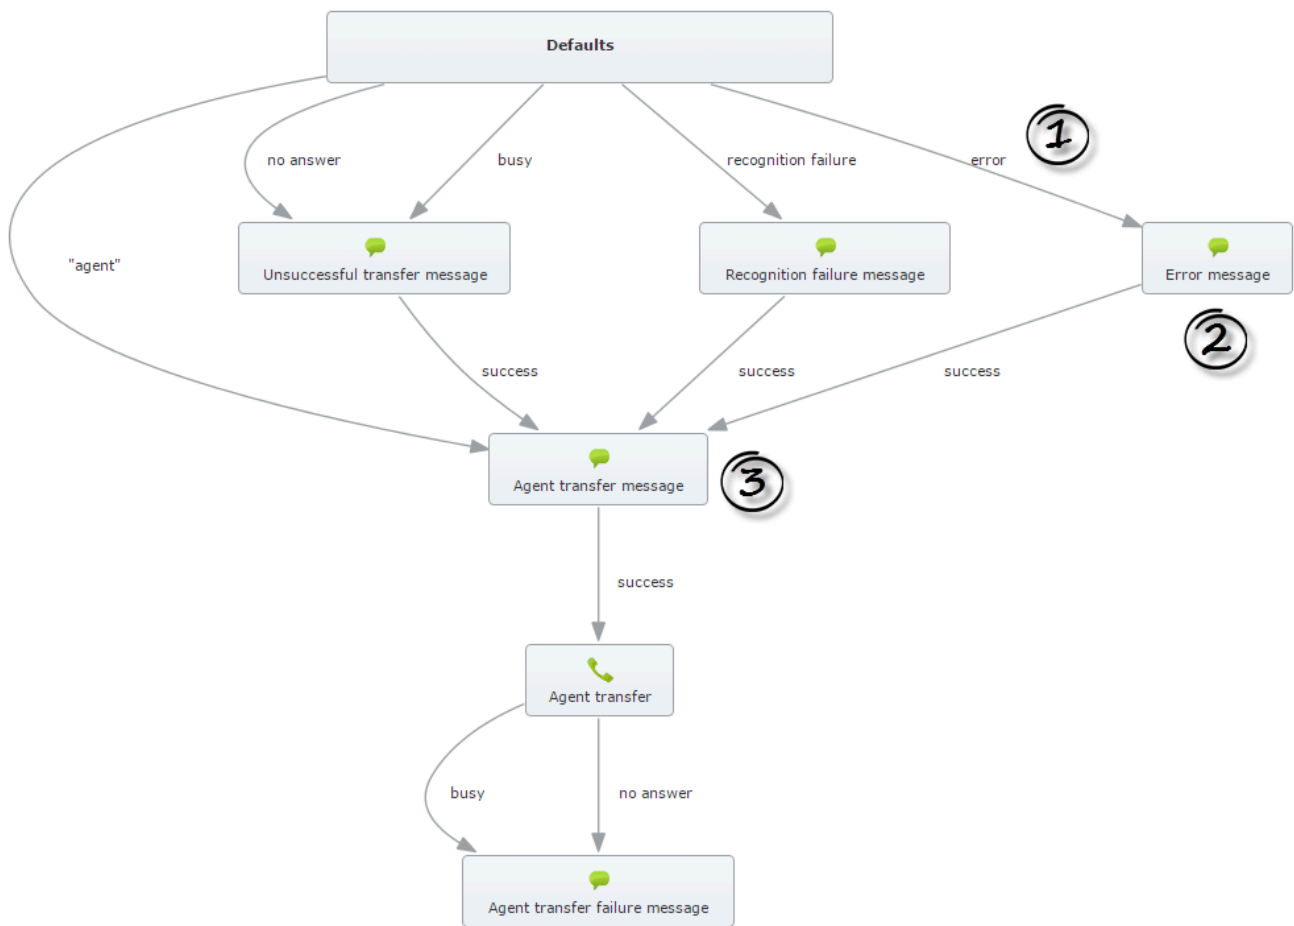 Defaults
1
no answer
busy
recognition failure
error
"agent"
Unsuccessful transfer message
Recognition failure message
Error message
2
success
success
success
Agent transfer message
3
success
Agent transfer
busy
no answer
Agent transfer failure message